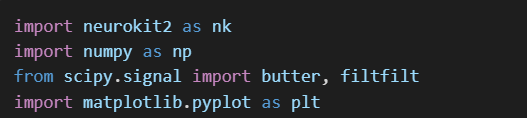 import neurokit2 as nk
import numpy as np
from scipy.signal import butter, filtfilt
import matplotlib.pyplot as plt